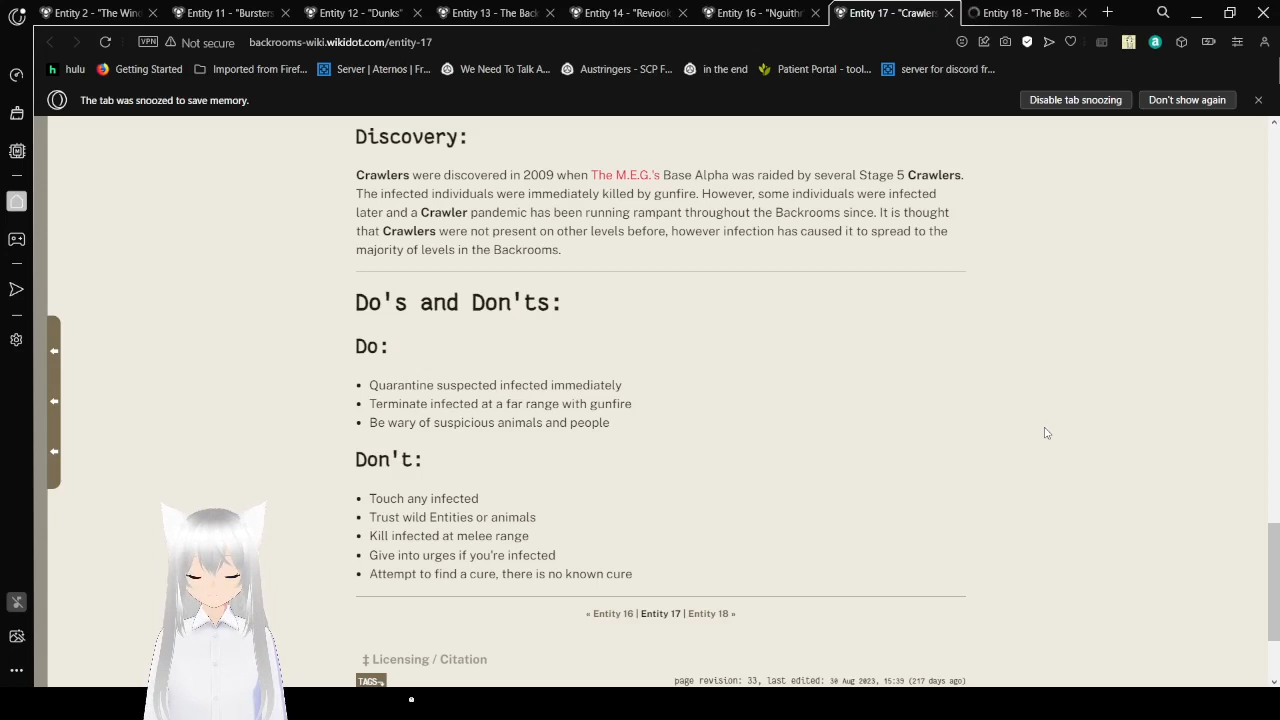 Entity 2 - "The Wind
Entity 11 - "Bursters
Entity 12 - "Dunks"
Entity 13 - The Back
Entity 14 - "Reviook
Entity 16 - "Nguithr
Entity 17 - "Crawlers
Entity 18 - "The Bea
VPN
Not secure
backrooms-wiki.wikidot.com/entity-17
hulu
Getting Started
Imported from Firef...
Server | Aternos | Fr...
We Need To Talk A...
Austringers - SCP F...
in the end
Patient Portal - tool...
server for discord fr...
The tab was snoozed to save memory.
Disable tab snoozing
Don't show again
Discovery:
Crawlers were discovered in 2009 when The M.E.G.'s Base Alpha was raided by several Stage 5 Crawlers.
The infected individuals were immediately killed by gunfire. However, some individuals were infected
later and a Crawler pandemic has been running rampant throughout the Backrooms since. It is thought
that Crawlers were not present on other levels before, however infection has caused it to spread to the
majority of levels in the Backrooms.
Do's and Don'ts:
Do:
• Quarantine suspected infected immediately
• Terminate infected at a far range with gunfire
• Be wary of suspicious animals and people
Don't:
• Touch any infected
• Trust wild Entities or animals
• Kill infected at melee range
• Give into urges if you're infected
• Attempt to find a cure, there is no known cure
« Entity 16 | Entity 17 | Entity 18 »
‡ Licensing / Citation
TAGS
page revision: 33, last edited: 30 Aug 2023, 15:39 (217 days ago)